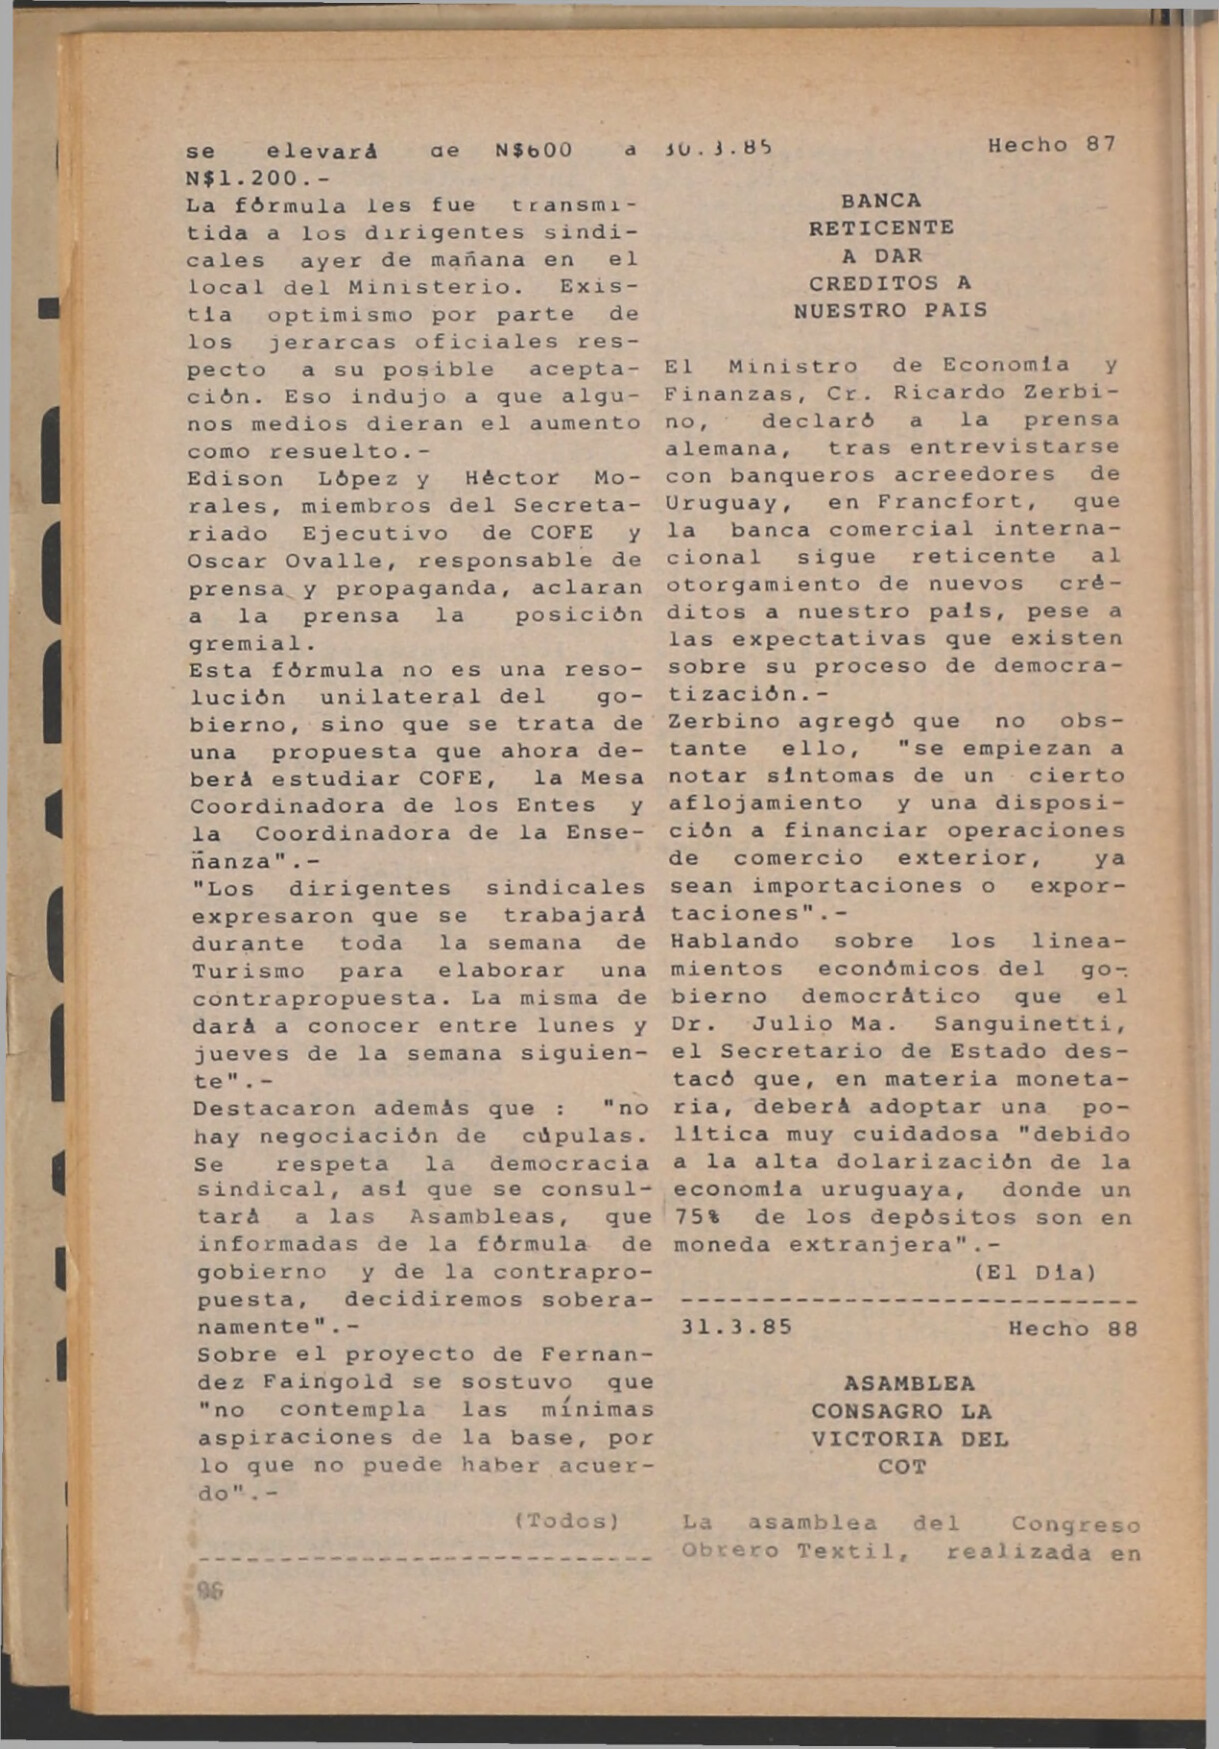 se elevará de N$600 a
N$1.200.-
La fórmula les fue transmi-
tida a los dirigentes sindi-
cales ayer de mañana en el
local del Ministerio. Exis-
tía optimismo por parte de
los jerarcas oficiales res-
pecto a su posible acepta-
ción. Eso indujo a que algu-
nos medios dieran el aumento
como resuelto.-
Edison López y Héctor Mo-
rales, miembros del Secreta-
riado Ejecutivo de COFE y
Oscar Ovalle, responsable de
prensa y propaganda, aclaran
a la prensa la posición
gremial.
Esta fórmula no es una reso-
lución unilateral del go-
bierno, sino que se trata de
una propuesta que ahora de-
berá estudiar COFE, la Mesa
Coordinadora de los Entes y
la Coordinadora de la Ense-
ñanza".-
"Los dirigentes sindicales
expresaron que se trabajará
durante toda la semana de
Turismo para elaborar una
contrapropuesta. La misma de
dará a conocer entre lunes y
jueves de la semana siguien-
te".-
Destacaron además que : "no
hay negociación de cúpulas.
Se respeta la democracia
sindical, así que se consul-
tará a las Asambleas, que
informadas de la fórmula de
gobierno y de la contrapro-
puesta, decidiremos sobera-
namente".-
Sobre el proyecto de Fernan-
dez Faingold se sostuvo que
"no contempla las mínimas
aspiraciones de la base, por
lo que no puede haber acuer-
do".-
(Todos)
----------------------------
96
30.3.85 Hecho 87
BANCA
RETICENTE
A DAR
CREDITOS A
NUESTRO PAIS
El Ministro de Economía y
Finanzas, Cr. Ricardo Zerbi-
no, declaró a la prensa
alemana, tras entrevistarse
con banqueros acreedores de
Uruguay, en Francfort, que
la banca comercial interna-
cional sigue reticente al
otorgamiento de nuevos cré-
ditos a nuestro país, pese a
las expectativas que existen
sobre su proceso de democra-
tización.-
Zerbino agregó que no obs-
tante ello, "se empiezan a
notar síntomas de un cierto
aflojamiento y una disposi-
ción a financiar operaciones
de comercio exterior, ya
sean importaciones o expor-
taciones".-
Hablando sobre los linea-
mientos económicos del go-
bierno democrático que el
Dr. Julio Ma. Sanguinetti,
el Secretario de Estado des-
tacó que, en materia moneta-
ria, deberá adoptar una po-
lítica muy cuidadosa "debido
a la alta dolarización de la
economía uruguaya, donde un
75% de los depósitos son en
moneda extranjera".-
(El Día)
----------------------------
31.3.85 Hecho 88
ASAMBLEA
CONSAGRO LA
VICTORIA DEL
COT
La asamblea del Congreso
Obrero Textil, realizada en